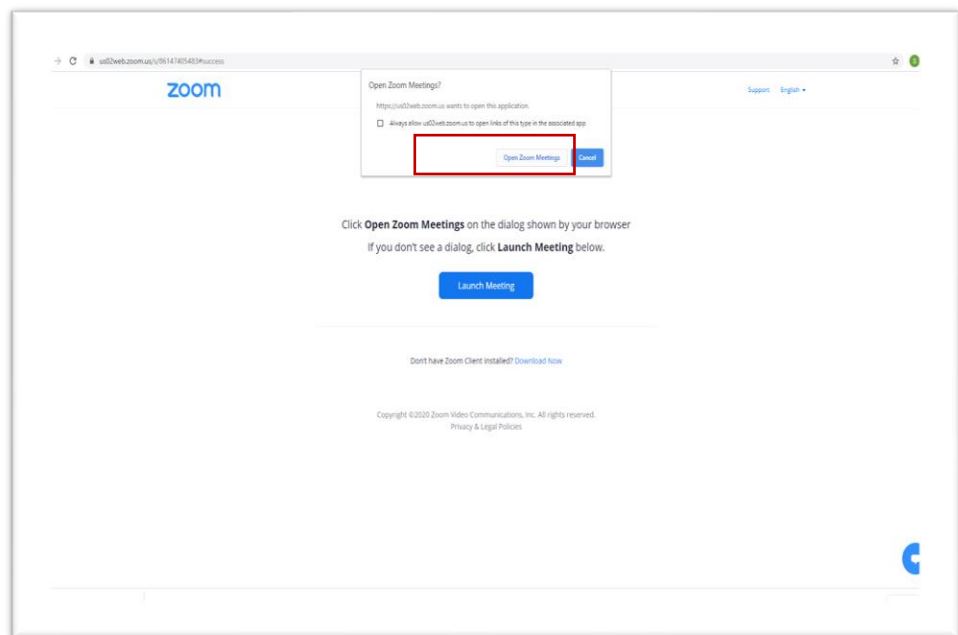 us02web.zoom.us/j/86147405483#success
zoom
Support English
Open Zoom Meetings?
https://us02web.zoom.us wants to open this application.
Always allow us02web.zoom.us to open links of this type in the associated app
Open Zoom Meetings Cancel
Click Open Zoom Meetings on the dialog shown by your browser
If you don't see a dialog, click Launch Meeting below.
Launch Meeting
Don't have Zoom Client installed? Download Now
Copyright ©2020 Zoom Video Communications, Inc. All rights reserved.
Privacy & Legal Policies